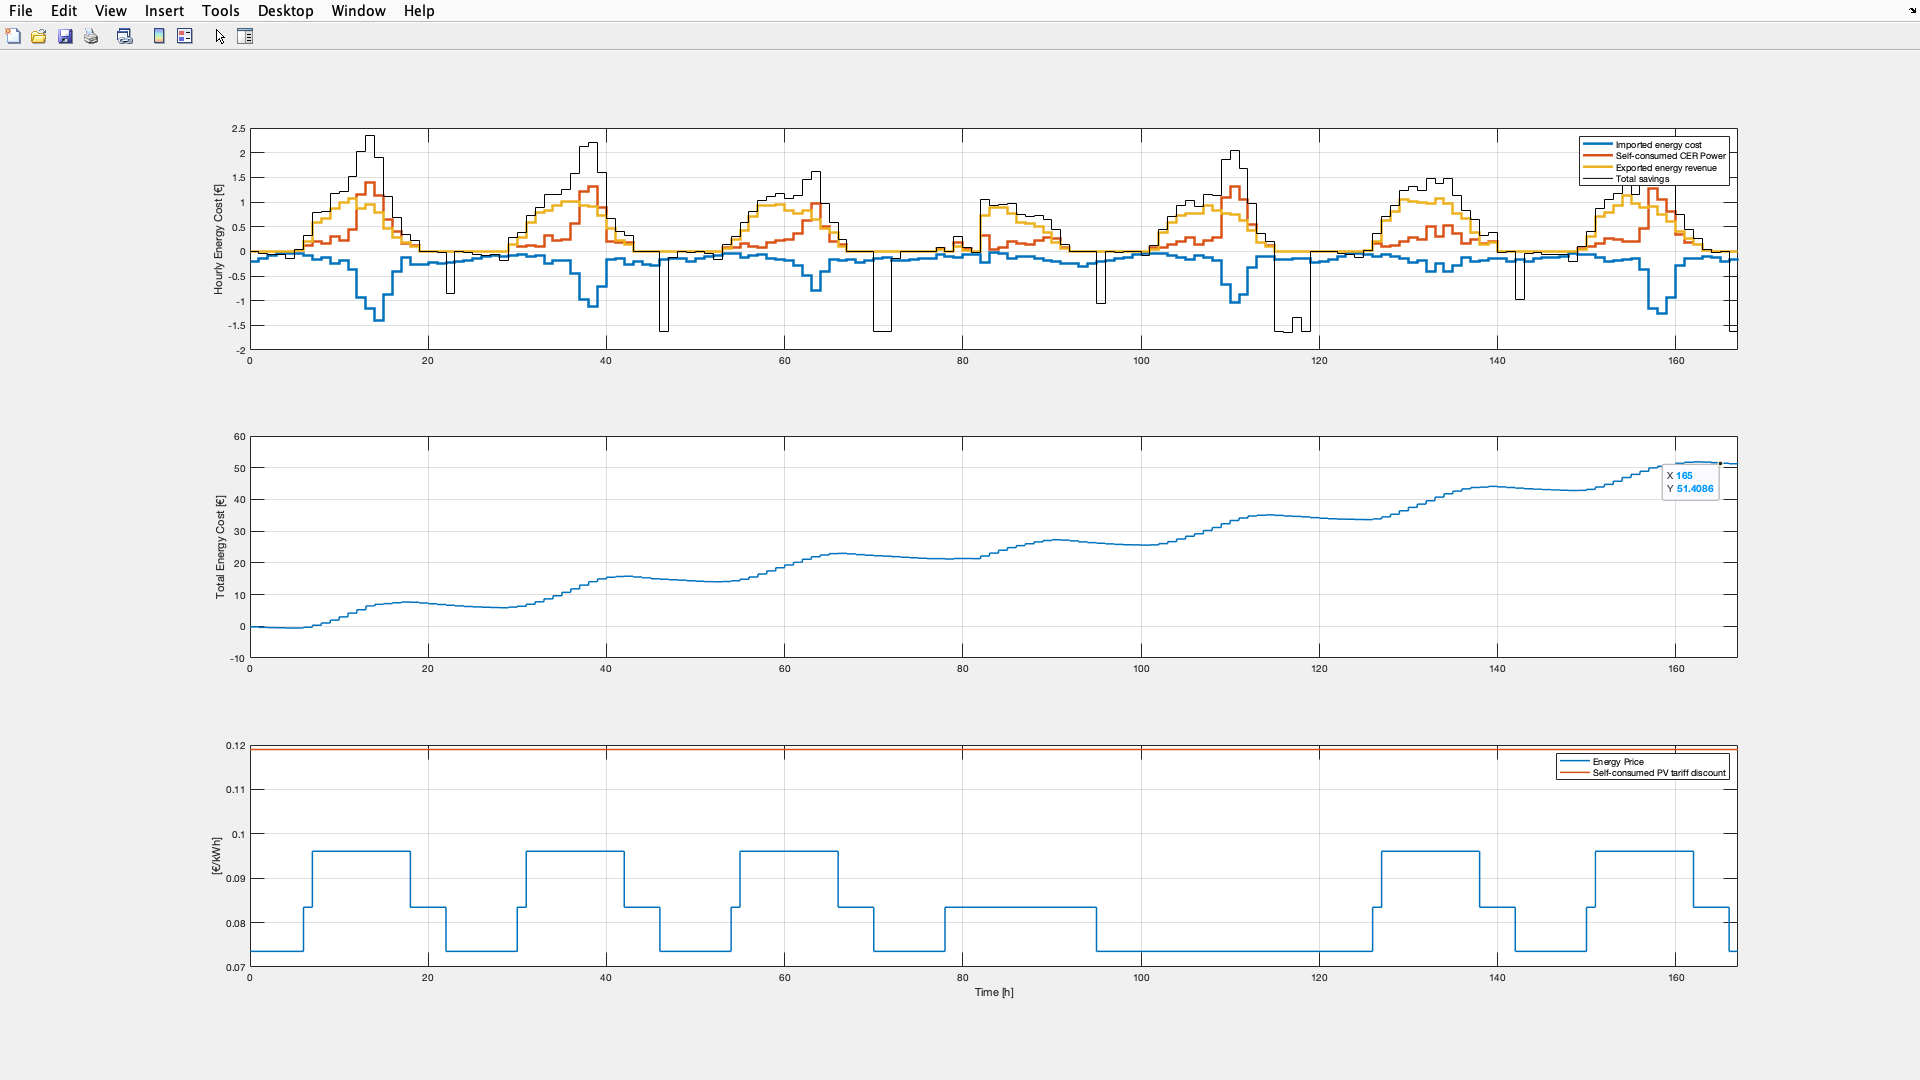 File Edit View Insert Tools Desktop Window Help
2.5
2
1.5
1
0.5
0
-0.5
-1
-1.5
-2
Hourly Energy Cost [€]
Imported energy cost
Self-consumed CER Power
Exported energy revenue
Total savings
0 20 40 60 80 100 120 140 160
60
50
40
30
20
10
0
-10
Total Energy Cost [€]
X 165
Y 51.4086
0 20 40 60 80 100 120 140 160
0.12
0.11
0.1
0.09
0.08
0.07
[€/kWh]
Energy Price
Self-consumed PV tariff discount
0 20 40 60 80 100 120 140 160
Time [h]